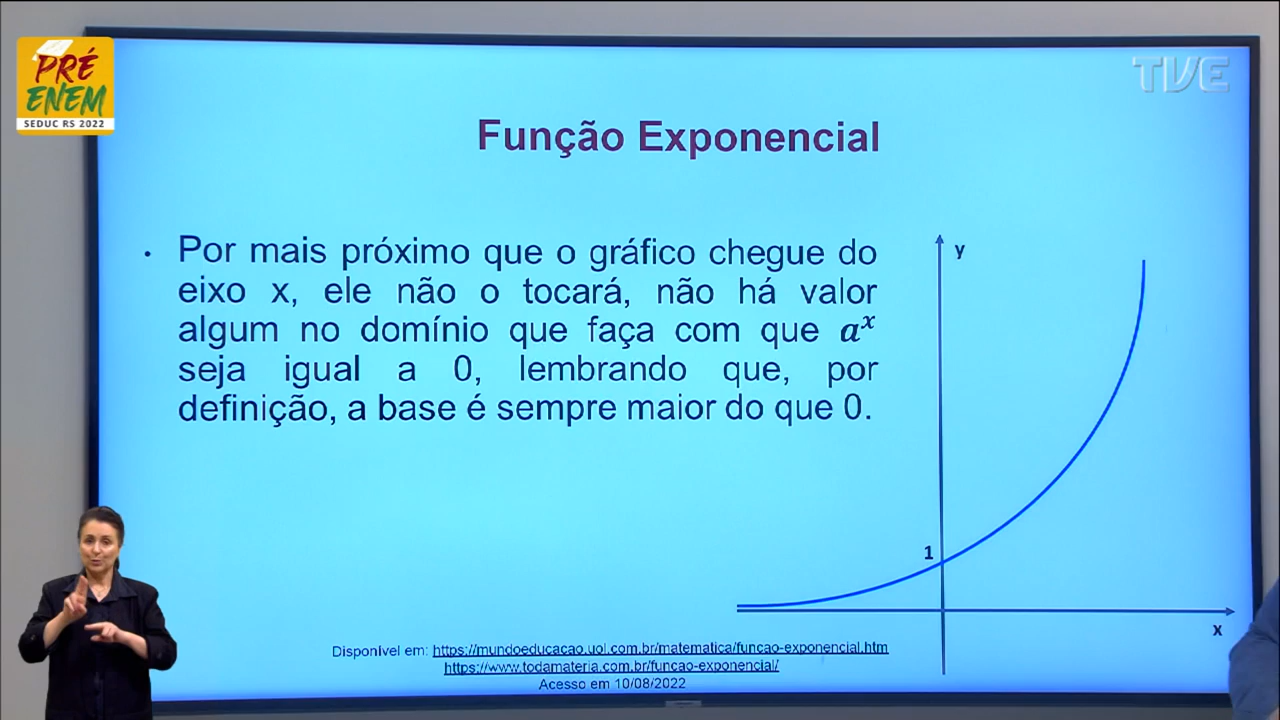 PRÉ
ENEM
SEDUC RS 2022
TVE
Função Exponencial
• Por mais próximo que o gráfico chegue do
eixo x, ele não o tocará, não há valor
algum no domínio que faça com que aˣ
seja igual a 0, lembrando que, por
definição, a base é sempre maior do que 0.
y
1
x
Disponível em: https://mundoeducacao.uol.com.br/matematica/funcao-exponencial.htm
https://www.todamateria.com.br/funcao-exponencial/
Acesso em 10/08/2022